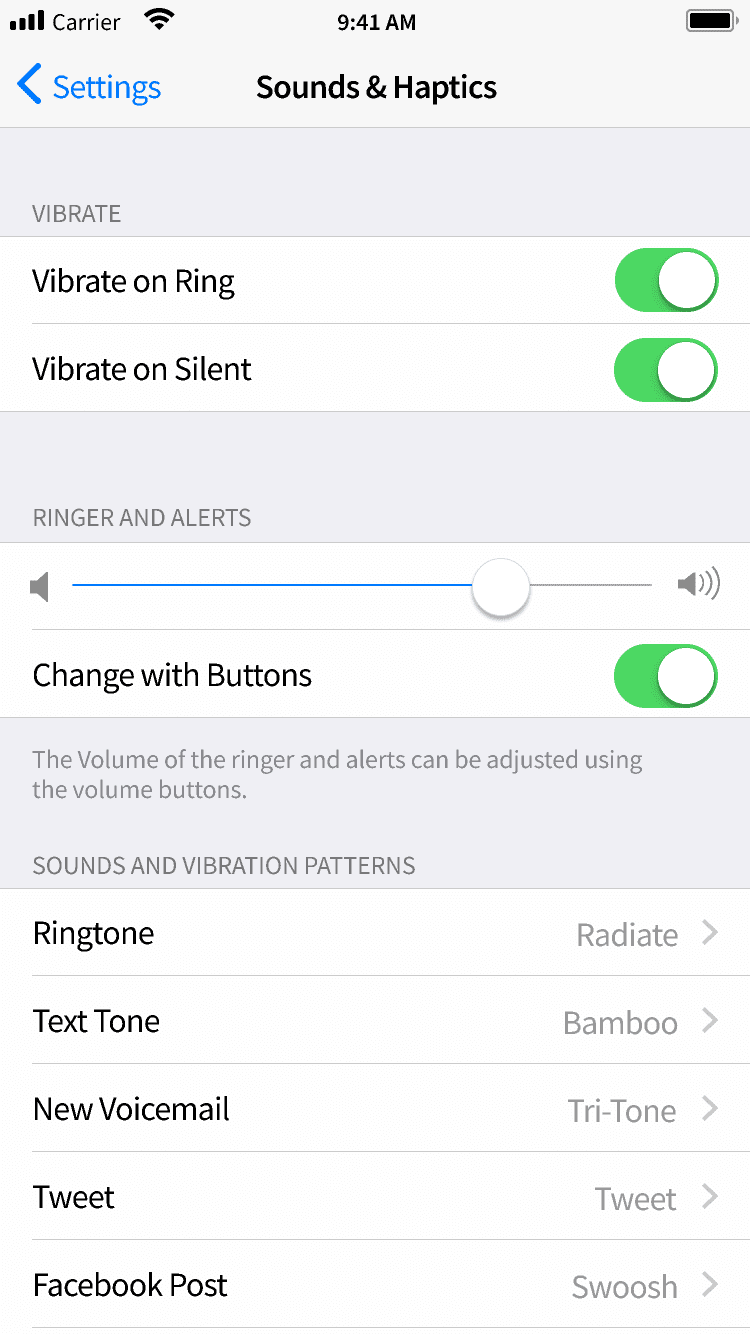 Carrier 9:41 AM
Settings Sounds & Haptics
VIBRATE
Vibrate on Ring
Vibrate on Silent
RINGER AND ALERTS
Change with Buttons
The Volume of the ringer and alerts can be adjusted using
the volume buttons.
SOUNDS AND VIBRATION PATTERNS
Ringtone Radiate
Text Tone Bamboo
New Voicemail Tri-Tone
Tweet Tweet
Facebook Post Swoosh